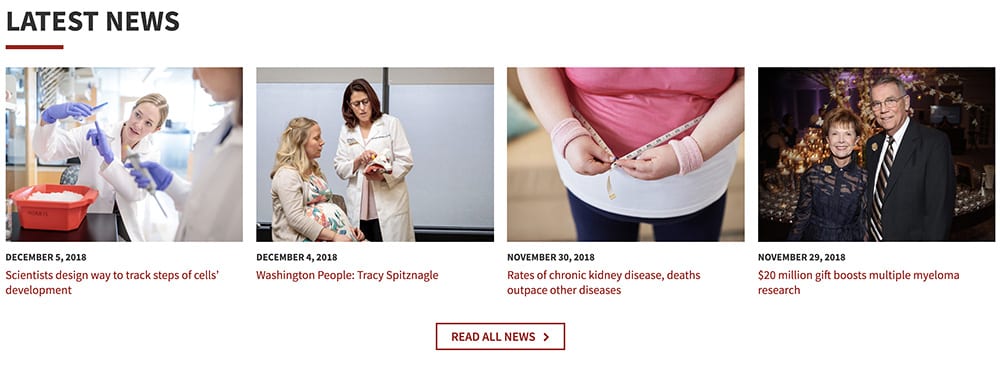 LATEST NEWS
DECEMBER 5, 2018
Scientists design way to track steps of cells’
development
DECEMBER 4, 2018
Washington People: Tracy Spitznagle
NOVEMBER 30, 2018
Rates of chronic kidney disease, deaths
outpace other diseases
NOVEMBER 29, 2018
$20 million gift boosts multiple myeloma
research
READ ALL NEWS